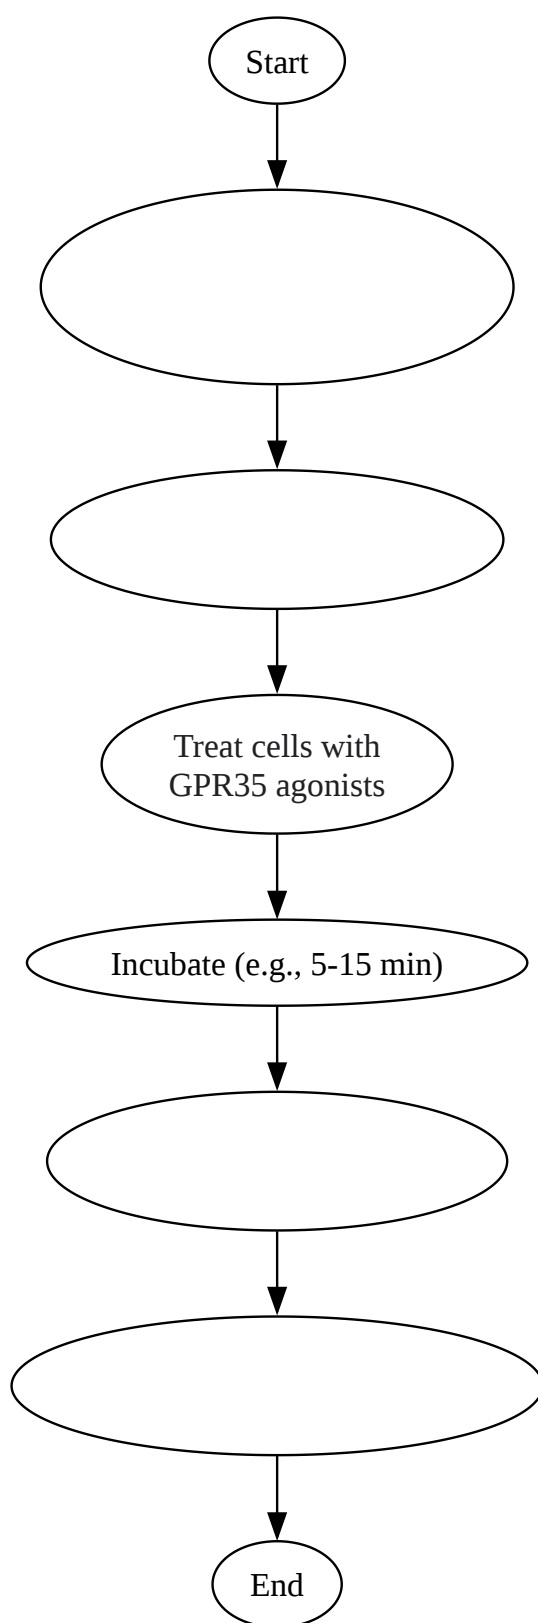 Start
Treat cells with
GPR35 agonists
Incubate (e.g., 5-15 min)
End